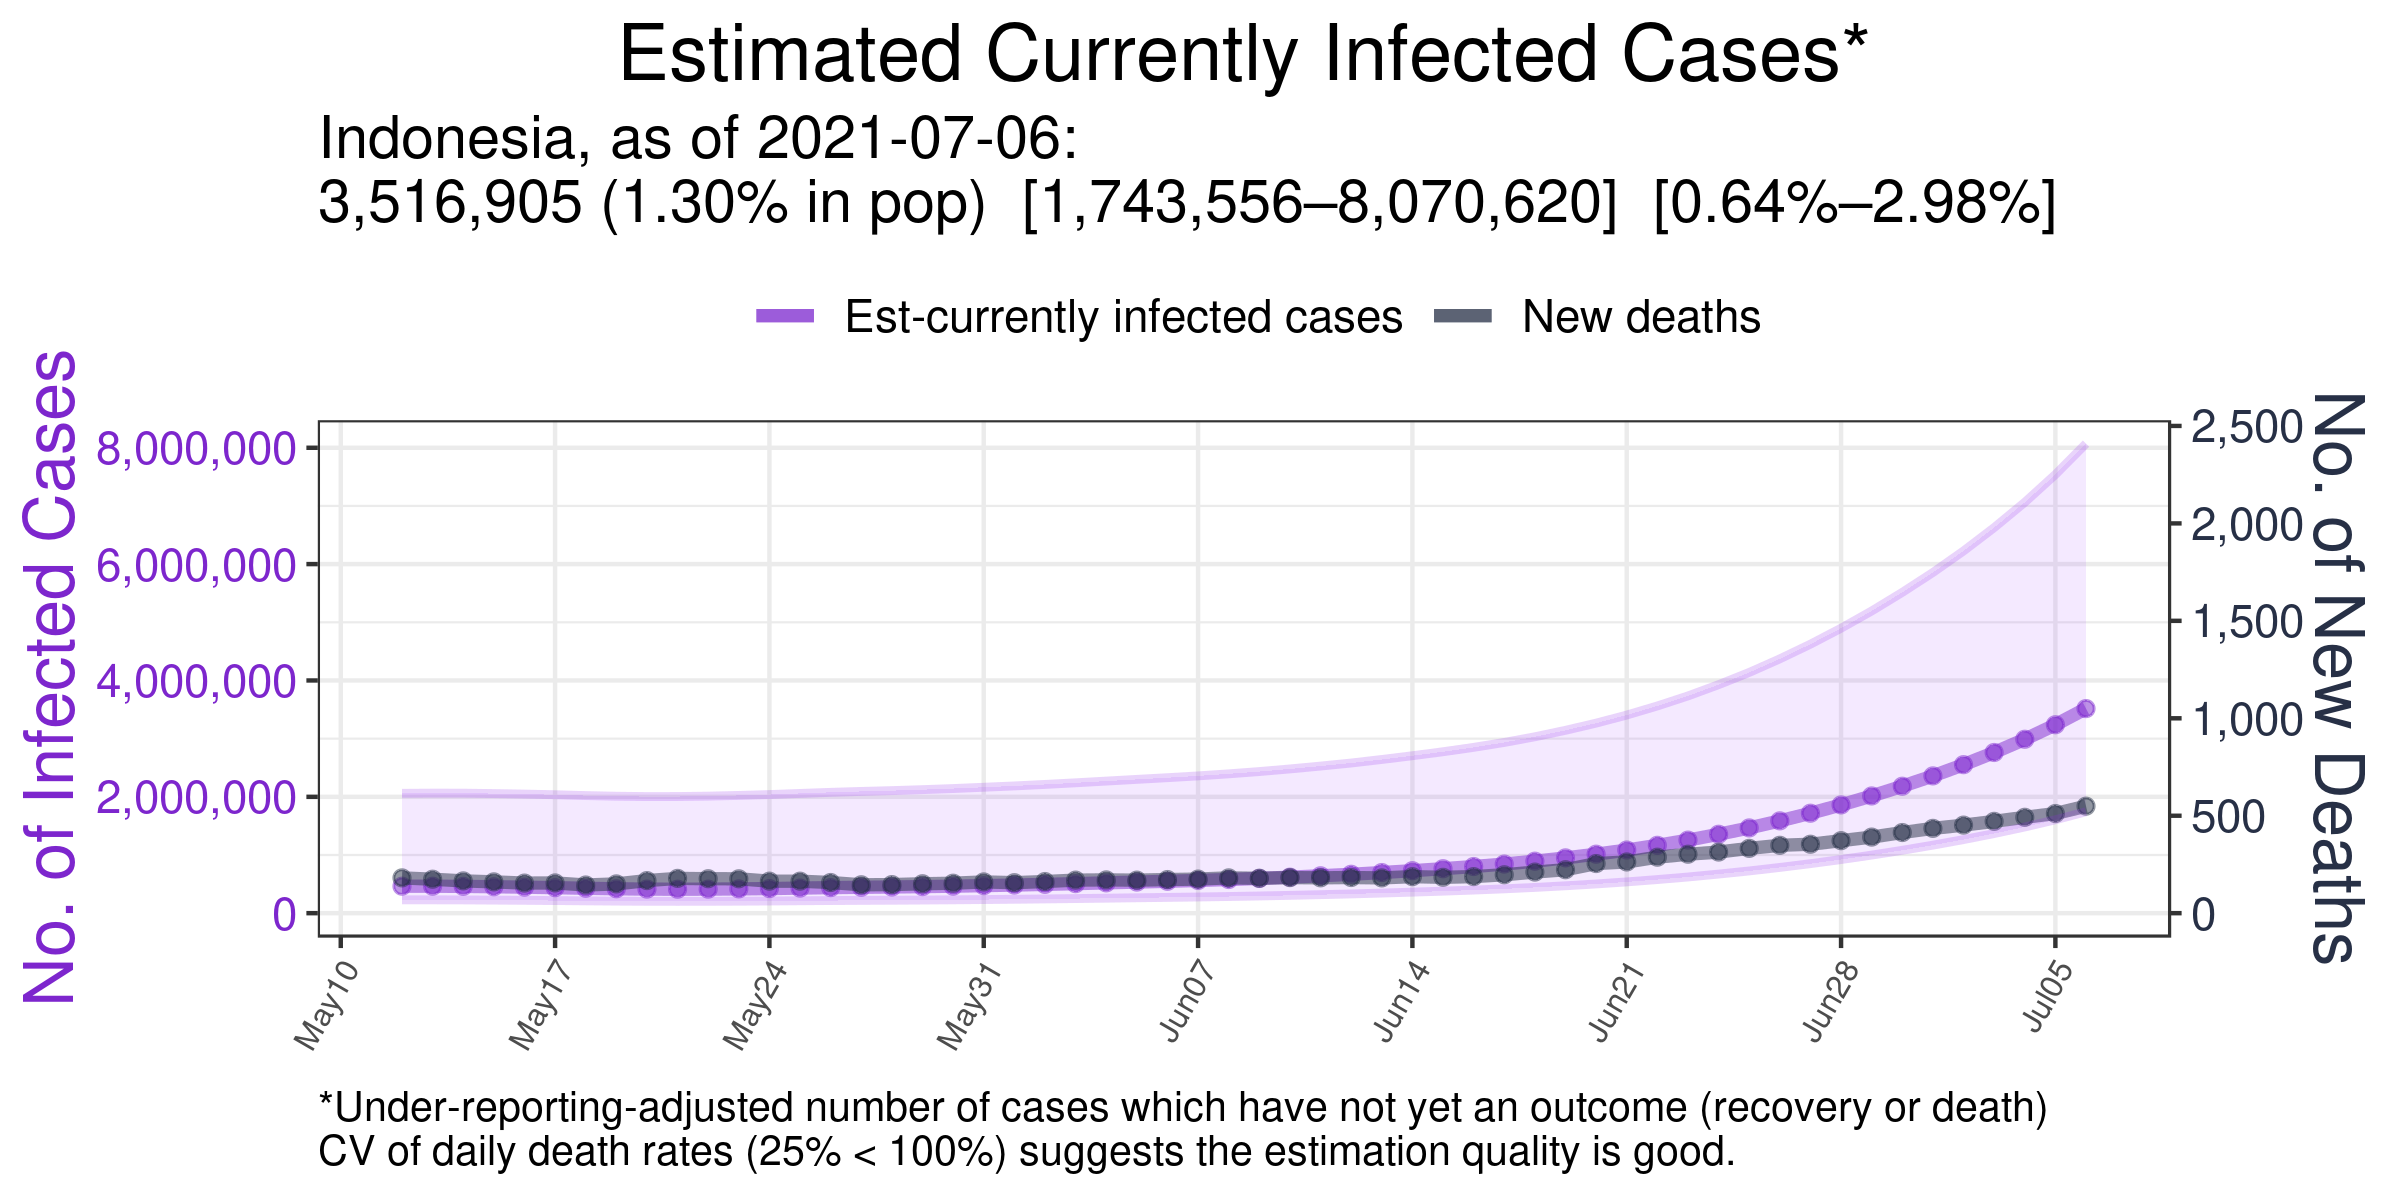 Estimated Currently Infected Cases*
Indonesia, as of 2021-07-06:
3,516,905 (1.30% in pop)  [1,743,556–8,070,620]  [0.64%–2.98%]
Est-currently infected cases
New deaths
No. of Infected Cases
8,000,000
6,000,000
4,000,000
2,000,000
0
2,500
2,000
1,500
1,000
500
0
No. of New Deaths
May10
May17
May24
May31
Jun07
Jun14
Jun21
Jun28
Jul05
*Under-reporting-adjusted number of cases which have not yet an outcome (recovery or death)
CV of daily death rates (25% < 100%) suggests the estimation quality is good.